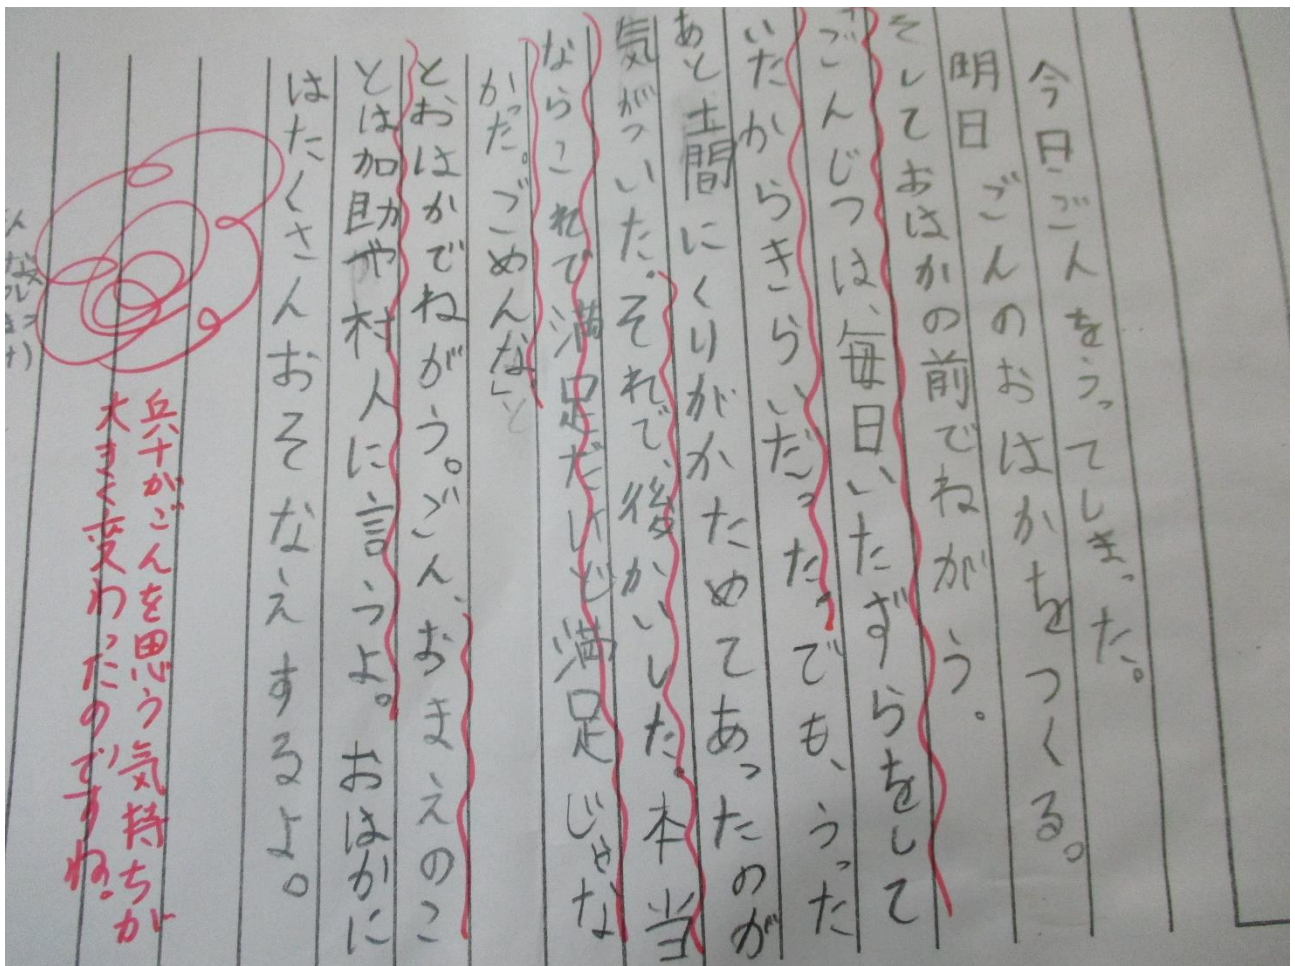 今日ごんをうってしまった。
明日 ごんのおはかをつくる。
そしておはかの前でねがう。
「ごんじつは、毎日いたずらをして
いたからきらいだった。でも、うった
あと土間にくりがかためてあったのが
気がついた。それで、後かいした。本当
ならこれで満足だけど満足じゃな
かった。ごめんな。」と
とおはかでねがう。ごん、おまえのこ
とは加助や村人に言うよ。おはかに
はたくさんおそなえするよ。
兵十がごんを思う気持ちが
大きく変わったのですね。